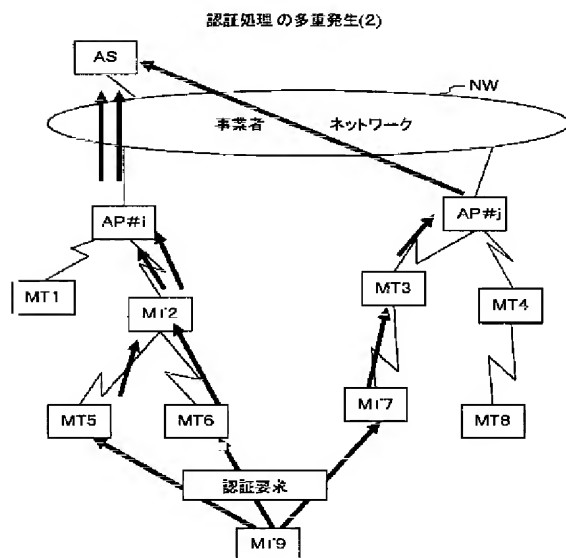 認証処理の多重発生(2)
AS
NW
事業者 ネットワーク
AP#i
AP#j
MT1
MT2
MT3
MT4
MT5
MT6
MT7
MT8
認証要求
MT9